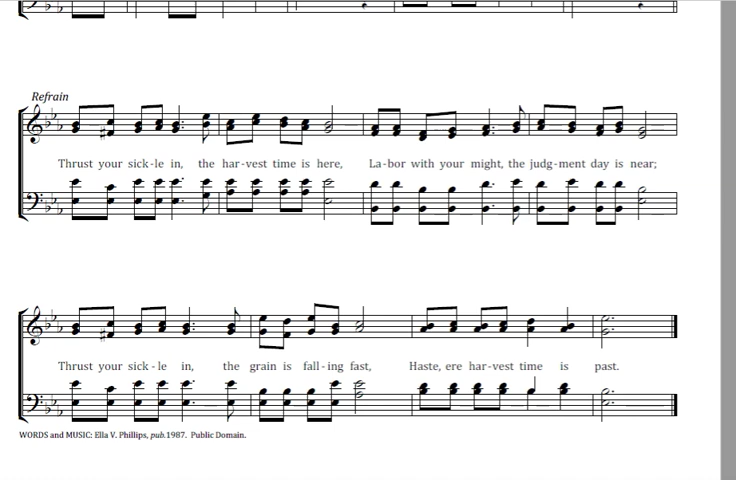 Refrain
Thrust your sick-le in, the har-vest time is here, La-bor with your might, the judg-ment day is near;
Thrust your sick-le in, the grain is fall-ing fast, Haste, ere har-vest time is past.
WORDS and MUSIC: Ella V. Phillips, pub.1987. Public Domain.